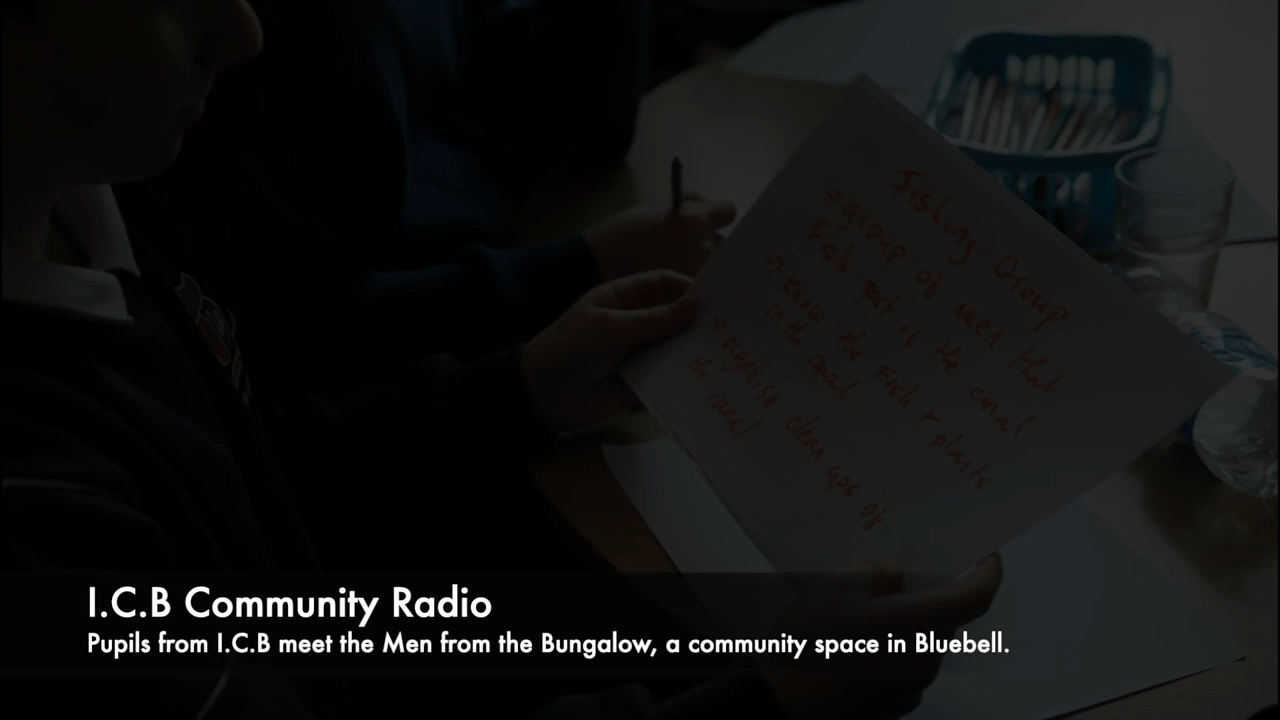 Fishing Group
→ group of men that
Fish part of the canal
→ know the Fish + plants
in the canal
→ organise clean ups of
the canal
I.C.B Community Radio
Pupils from I.C.B meet the Men from the Bungalow, a community space in Bluebell.